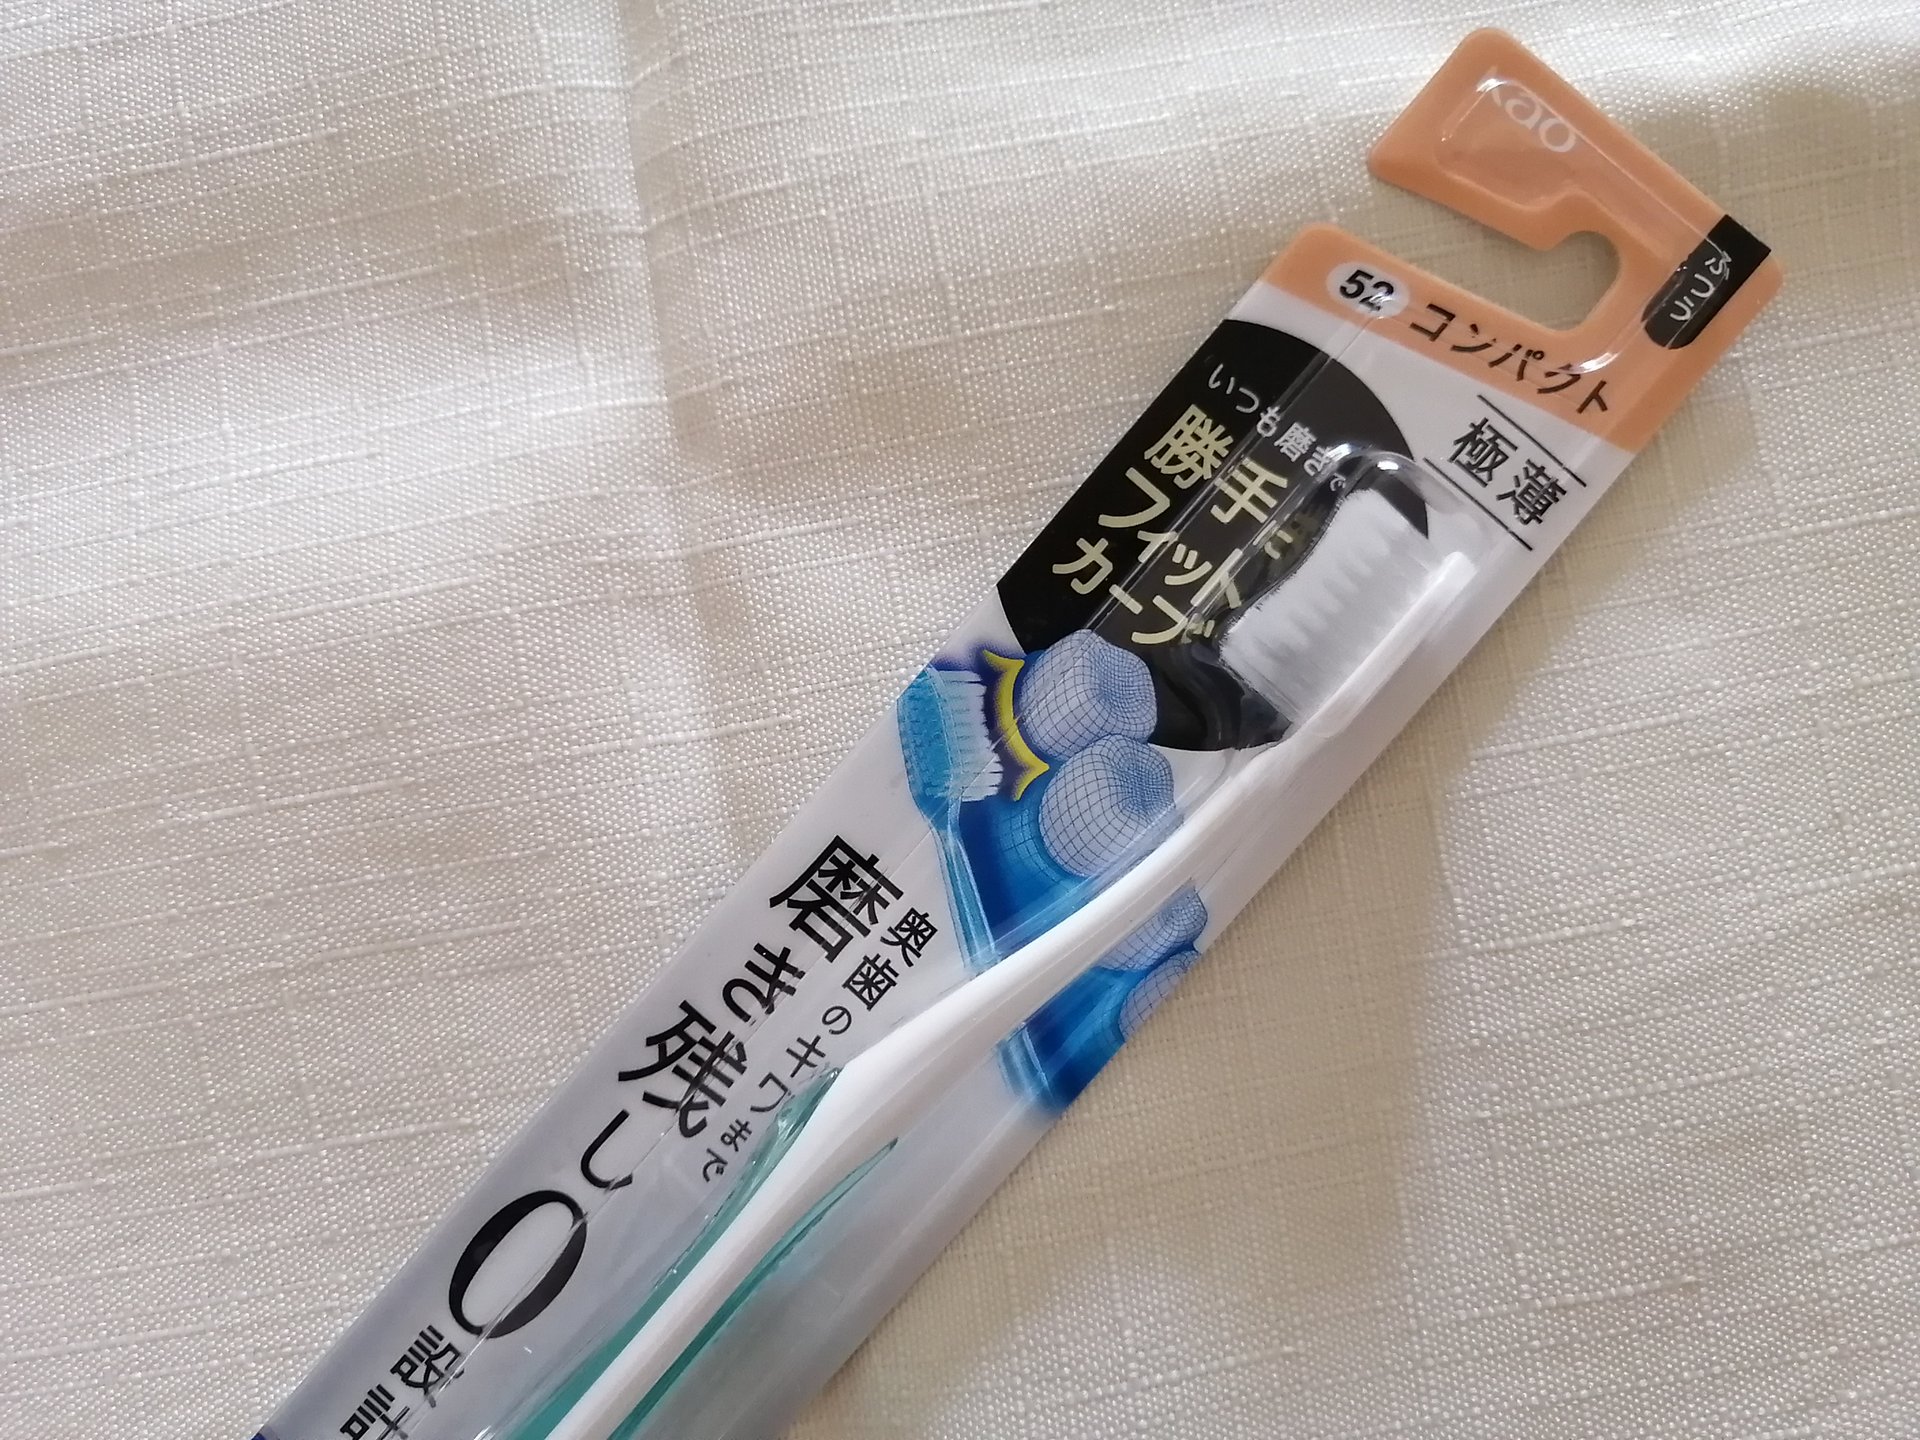 Kao
ふつう
52 コンパクト
極薄
いつも磨きで
勝手に
フィット
カーブ
奥歯のキワまで
磨き残し0設計